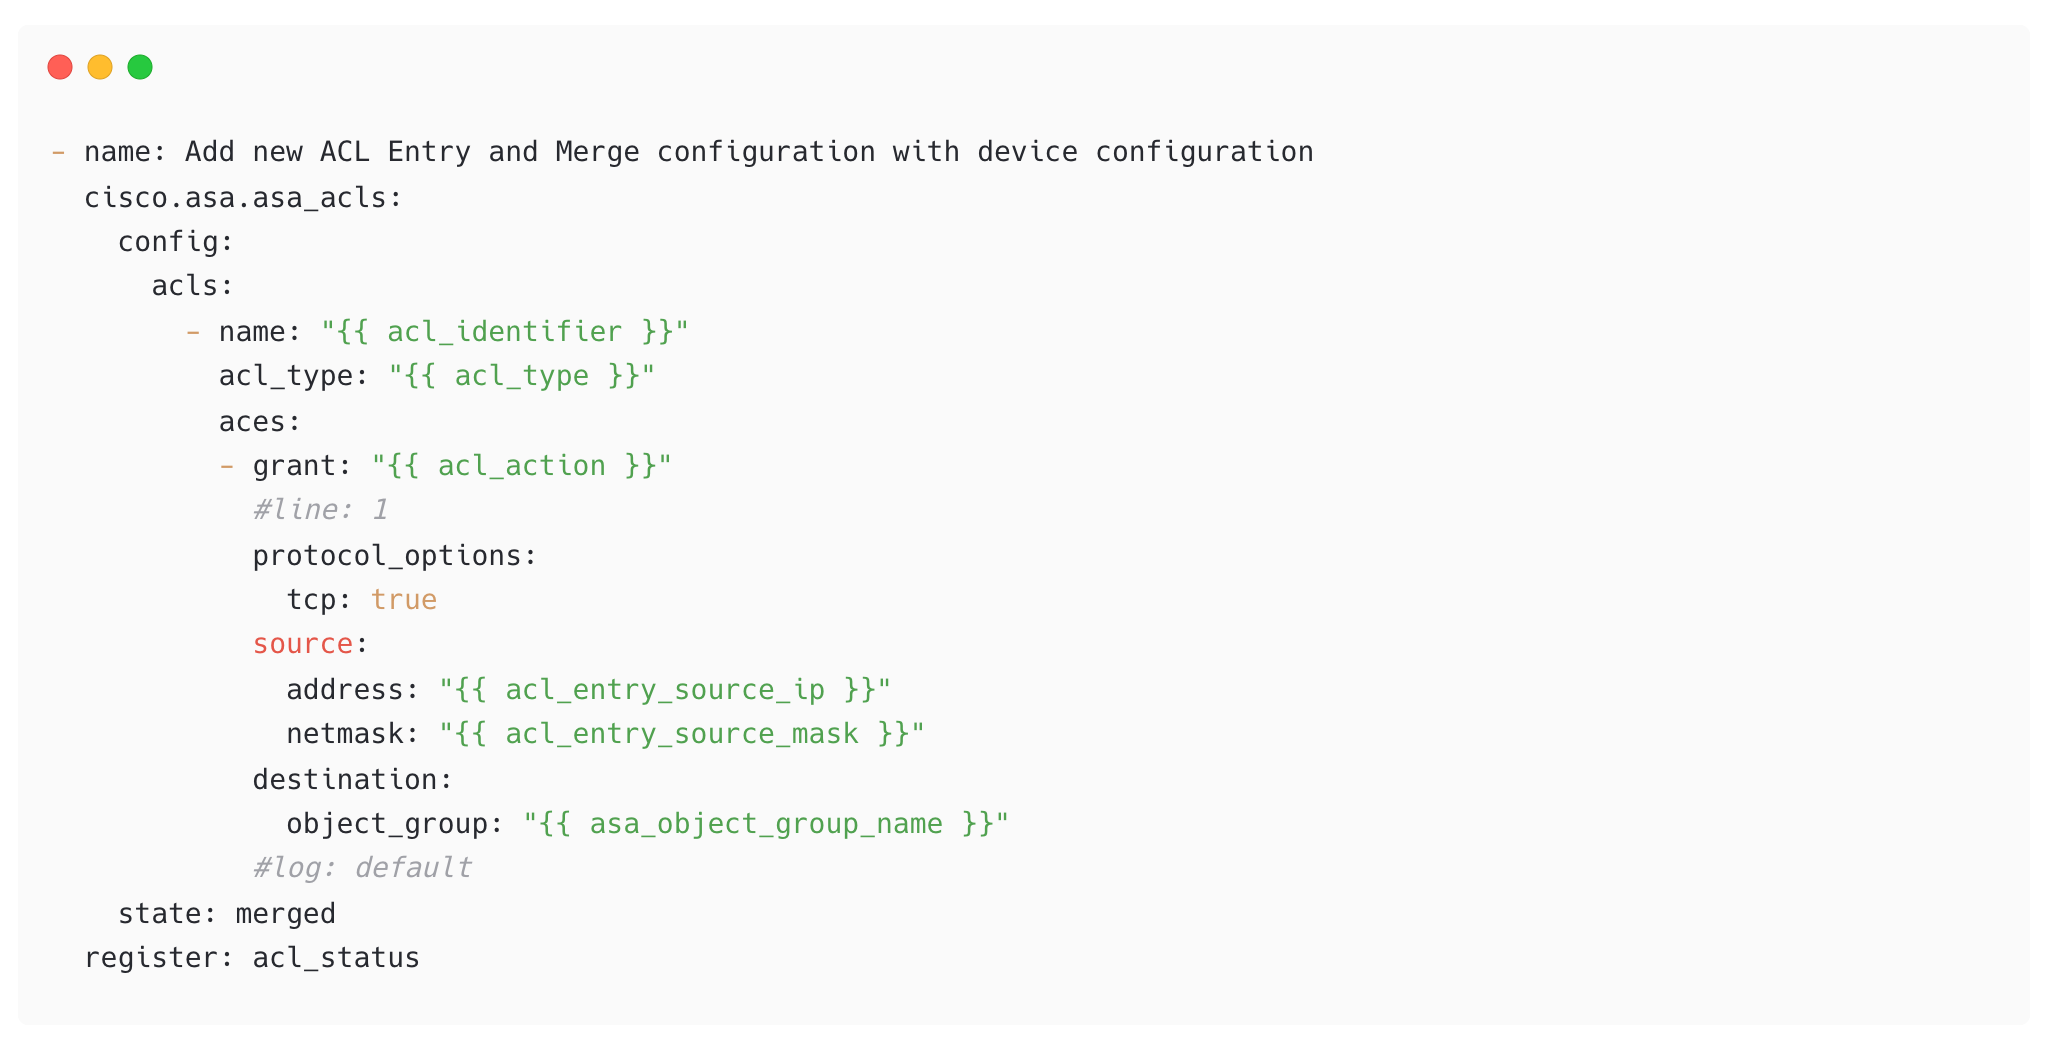 - name: Add new ACL Entry and Merge configuration with device configuration
  cisco.asa.asa_acls:
    config:
      acls:
        - name: "{{ acl_identifier }}"
          acl_type: "{{ acl_type }}"
          aces:
          - grant: "{{ acl_action }}"
            #line: 1
            protocol_options:
              tcp: true
            source:
              address: "{{ acl_entry_source_ip }}"
              netmask: "{{ acl_entry_source_mask }}"
            destination:
              object_group: "{{ asa_object_group_name }}"
            #log: default
    state: merged
  register: acl_status